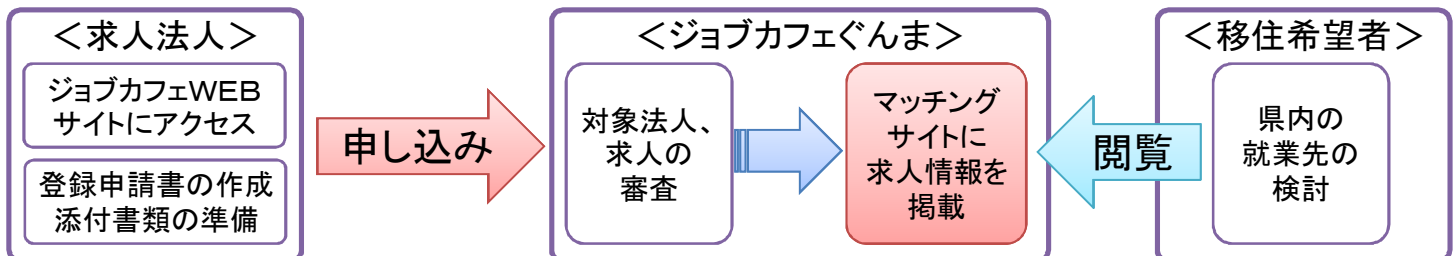 ＜求人法人＞
ジョブカフェＷＥＢ
サイトにアクセス
登録申請書の作成
添付書類の準備
申し込み
＜ジョブカフェぐんま＞
対象法人、
求人の
審査
マッチング
サイトに
求人情報を
掲載
閲覧
＜移住希望者＞
県内の
就業先の
検討